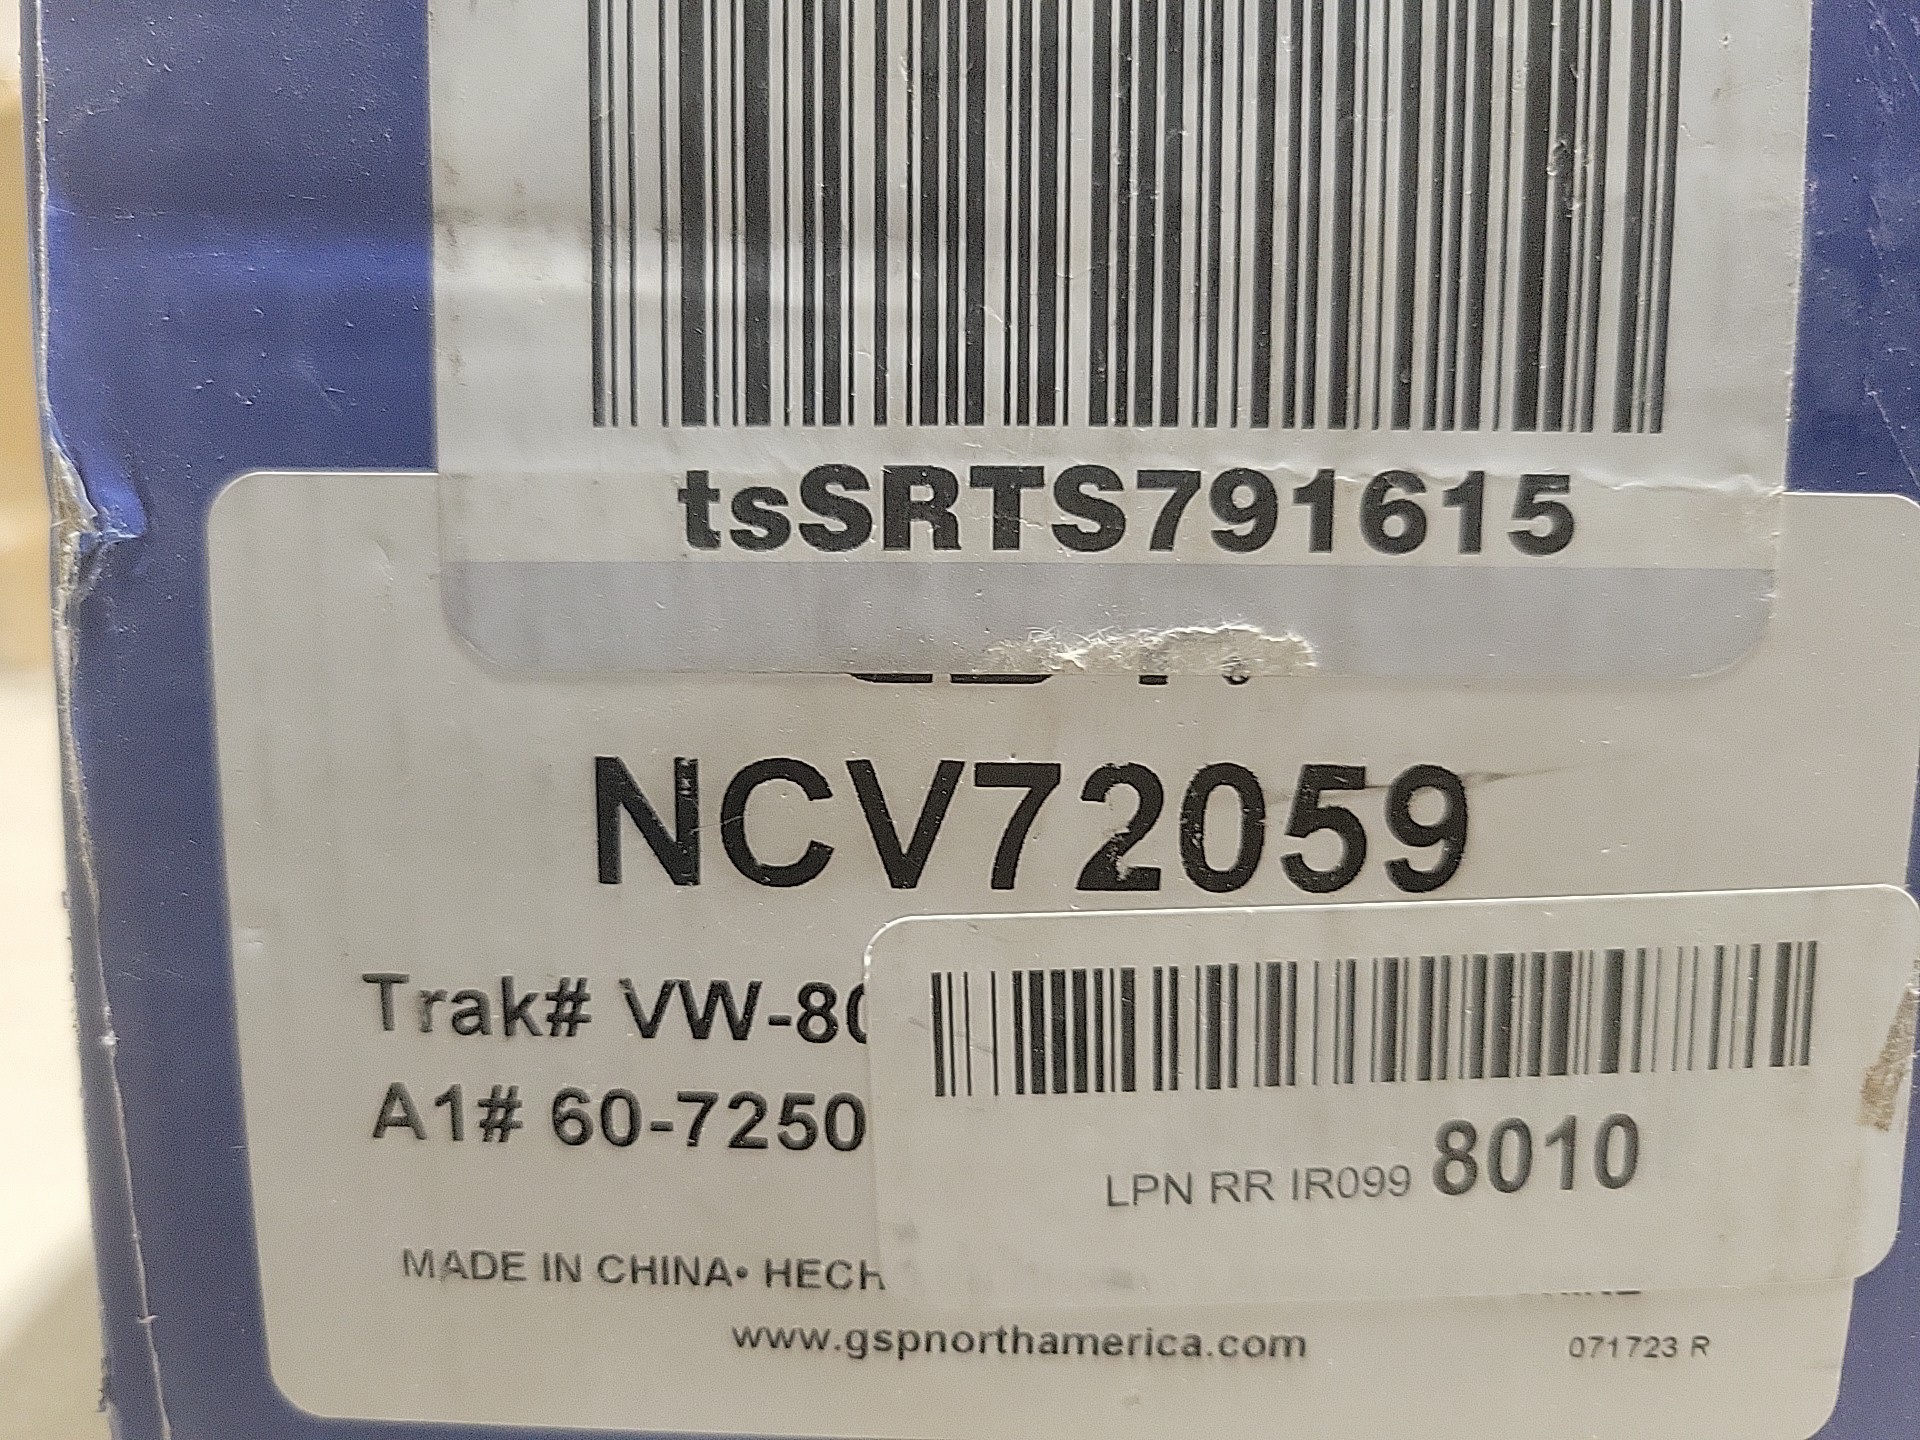 tsSRTS791615
NCV72059
Trak# VW-80
A1# 60-7250
LPN RR IR099 8010
MADE IN CHINA• HECH
www.gspnorthamerica.com
071723 R